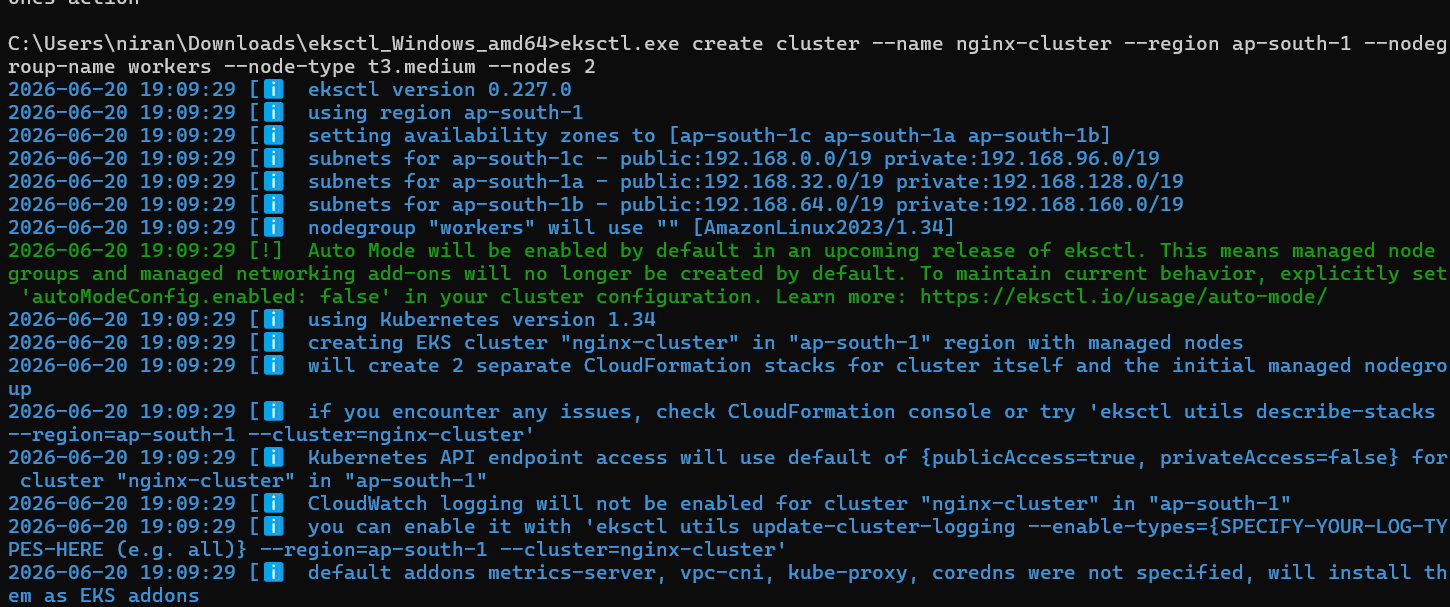 ones action
C:\Users\niran\Downloads\eksctl_Windows_amd64>eksctl.exe create cluster --name nginx-cluster --region ap-south-1 --nodeg
roup-name workers --node-type t3.medium --nodes 2
2026-06-20 19:09:29 [ℹ]  eksctl version 0.227.0
2026-06-20 19:09:29 [ℹ]  using region ap-south-1
2026-06-20 19:09:29 [ℹ]  setting availability zones to [ap-south-1c ap-south-1a ap-south-1b]
2026-06-20 19:09:29 [ℹ]  subnets for ap-south-1c - public:192.168.0.0/19 private:192.168.96.0/19
2026-06-20 19:09:29 [ℹ]  subnets for ap-south-1a - public:192.168.32.0/19 private:192.168.128.0/19
2026-06-20 19:09:29 [ℹ]  subnets for ap-south-1b - public:192.168.64.0/19 private:192.168.160.0/19
2026-06-20 19:09:29 [ℹ]  nodegroup "workers" will use "" [AmazonLinux2023/1.34]
2026-06-20 19:09:29 [!]  Auto Mode will be enabled by default in an upcoming release of eksctl. This means managed node
groups and managed networking add-ons will no longer be created by default. To maintain current behavior, explicitly set
 'autoModeConfig.enabled: false' in your cluster configuration. Learn more: https://eksctl.io/usage/auto-mode/
2026-06-20 19:09:29 [ℹ]  using Kubernetes version 1.34
2026-06-20 19:09:29 [ℹ]  creating EKS cluster "nginx-cluster" in "ap-south-1" region with managed nodes
2026-06-20 19:09:29 [ℹ]  will create 2 separate CloudFormation stacks for cluster itself and the initial managed nodegro
up
2026-06-20 19:09:29 [ℹ]  if you encounter any issues, check CloudFormation console or try 'eksctl utils describe-stacks
--region=ap-south-1 --cluster=nginx-cluster'
2026-06-20 19:09:29 [ℹ]  Kubernetes API endpoint access will use default of {publicAccess=true, privateAccess=false} for
 cluster "nginx-cluster" in "ap-south-1"
2026-06-20 19:09:29 [ℹ]  CloudWatch logging will not be enabled for cluster "nginx-cluster" in "ap-south-1"
2026-06-20 19:09:29 [ℹ]  you can enable it with 'eksctl utils update-cluster-logging --enable-types={SPECIFY-YOUR-LOG-TY
PES-HERE (e.g. all)} --region=ap-south-1 --cluster=nginx-cluster'
2026-06-20 19:09:29 [ℹ]  default addons metrics-server, vpc-cni, kube-proxy, coredns were not specified, will install th
em as EKS addons